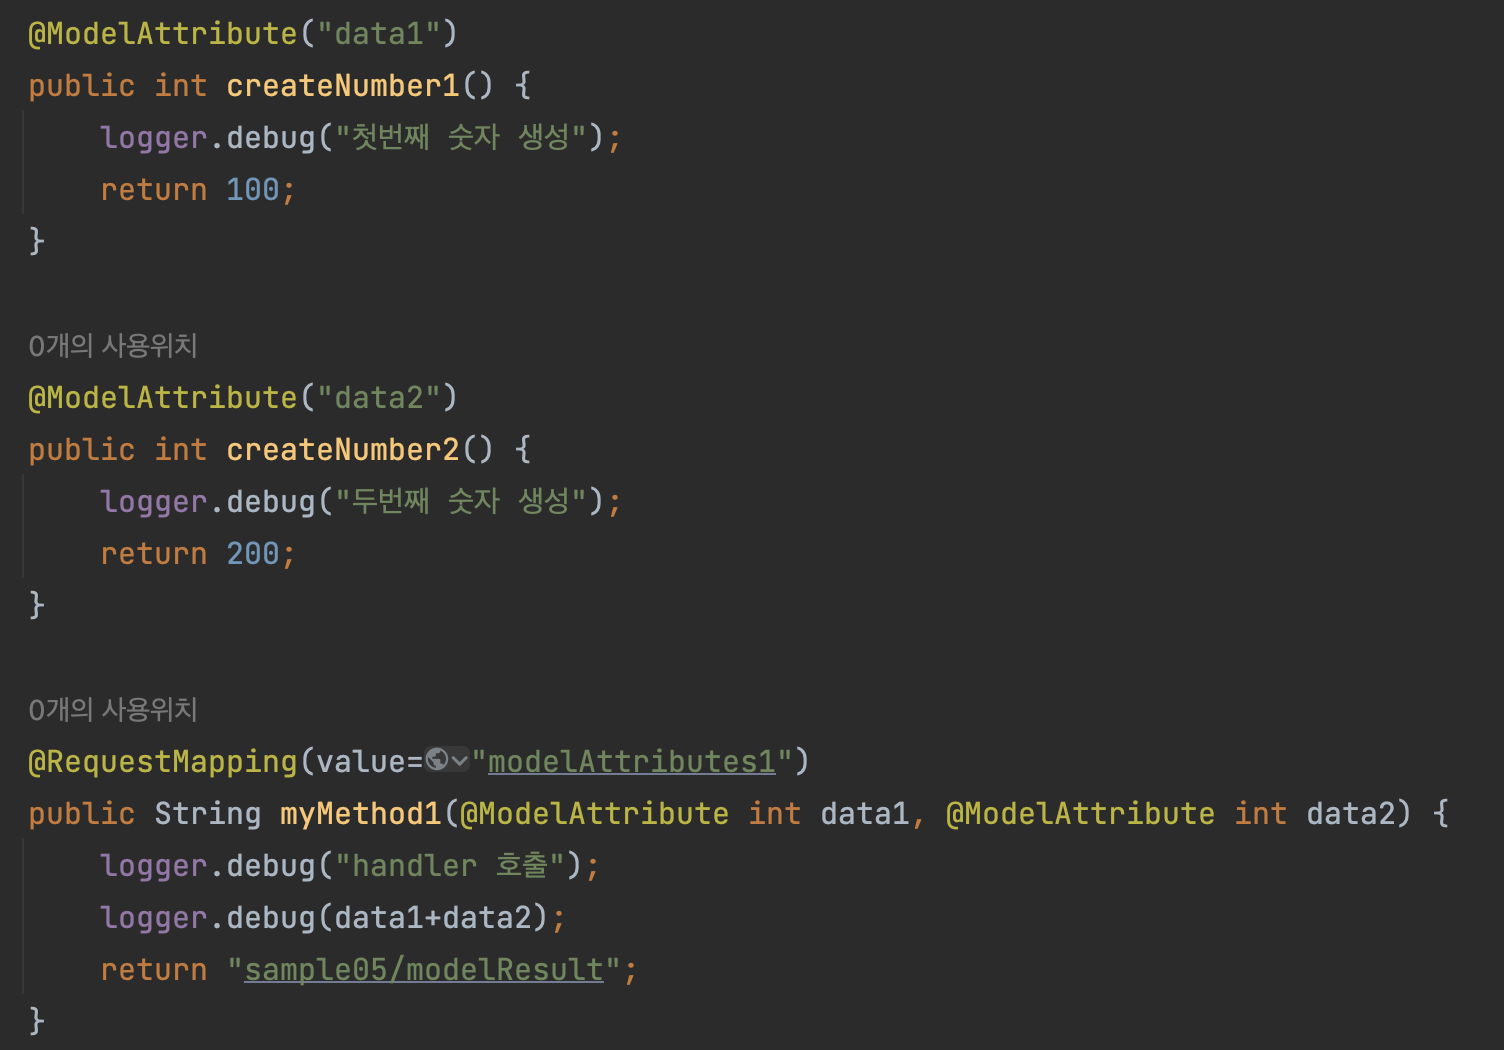 @ModelAttribute("data1")
public int createNumber1() {
    logger.debug("첫번째 숫자 생성");
    return 100;
}
0개의 사용위치
@ModelAttribute("data2")
public int createNumber2() {
    logger.debug("두번째 숫자 생성");
    return 200;
}
0개의 사용위치
@RequestMapping(value="modelAttributes1")
public String myMethod1(@ModelAttribute int data1, @ModelAttribute int data2) {
    logger.debug("handler 호출");
    logger.debug(data1+data2);
    return "sample05/modelResult";
}